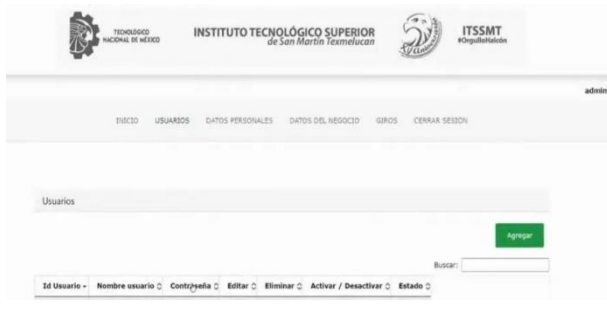 TECNOLÓGICO
NACIONAL DE MÉXICO
INSTITUTO TECNOLÓGICO SUPERIOR
de San Martín Texmelucan
ITSSMT
#OrgulloHalcón
admin
INICIO USUARIOS DATOS PERSONALES DATOS DEL NEGOCIO GIROS CERRAR SESIÓN
Usuarios
Agregar
Buscar:
Id Usuario Nombre usuario Contraseña Editar Eliminar Activar / Desactivar Estado